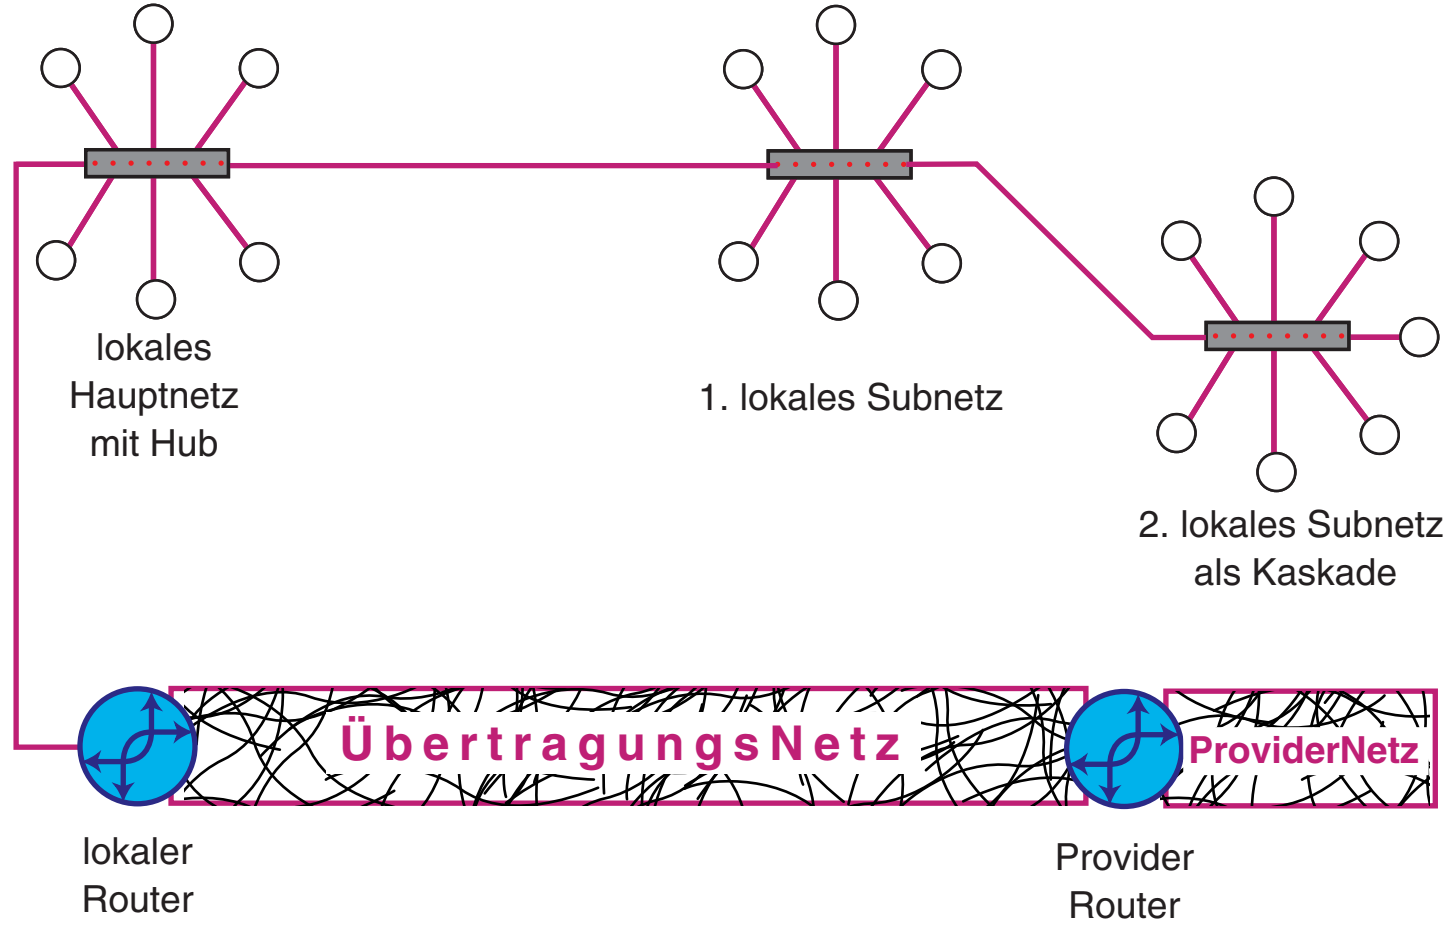 lokales
Hauptnetz
mit Hub
1. lokales Subnetz
2. lokales Subnetz
als Kaskade
ÜbertragungsNetz
ProviderNetz
lokaler
Router
Provider
Router